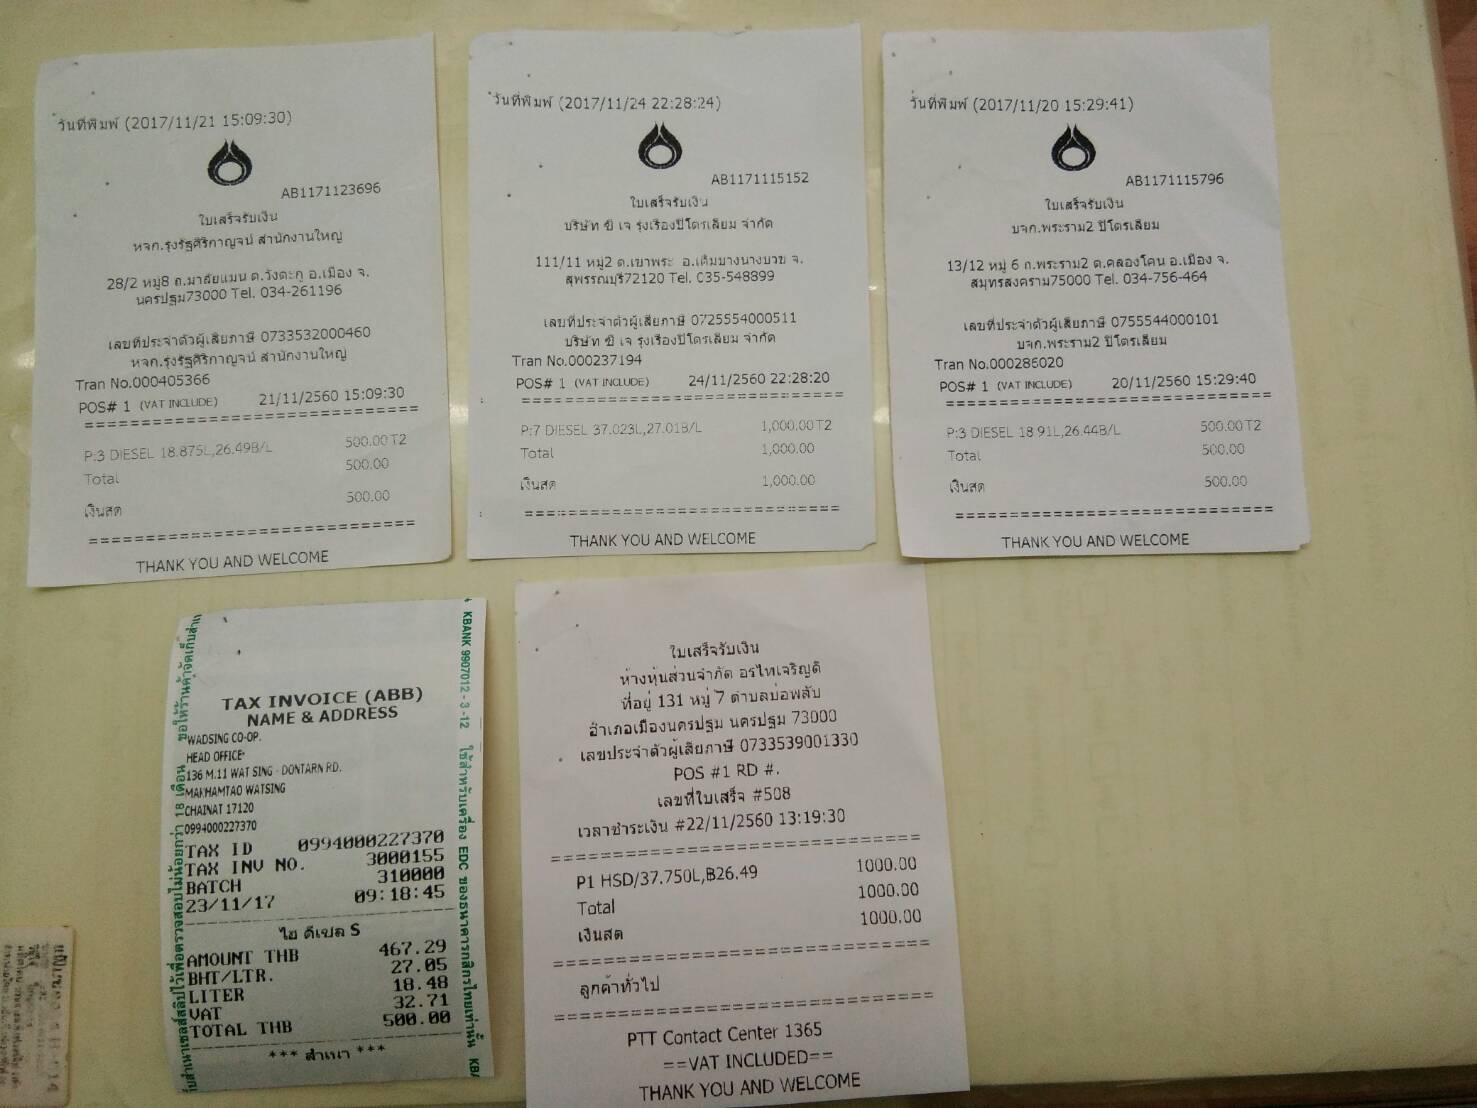 วันที่พิมพ์ (2017/11/21 15:09:30)
AB1171123696
ใบเสร็จรับเงิน
หจก.รุ่งรัฐศิริกาญจน์ สำนักงานใหญ่
28/2 หมู่8 ถ.มาลัยแมน ต.วังตะกู อ.เมือง จ.
นครปฐม73000 Tel. 034-261196
เลขที่ประจำตัวผู้เสียภาษี 0733532000460
หจก.รุ่งรัฐศิริกาญจน์ สำนักงานใหญ่
Tran No.000405366
POS# 1 (VAT INCLUDE) 21/11/2560 15:09:30
P:3 DIESEL 18.875L,26.49B/L 500.00T2
Total 500.00
เงินสด 500.00
THANK YOU AND WELCOME
วันที่พิมพ์ (2017/11/24 22:28:24)
AB1171115152
ใบเสร็จรับเงิน
บริษัท ซี เจ รุ่งเรืองปิโตรเลียม จำกัด
111/11 หมู่2 ต.เขาพระ อ.เดิมบางนางบวช จ.
สุพรรณบุรี72120 Tel. 035-548899
เลขที่ประจำตัวผู้เสียภาษี 0725554000511
บริษัท ซี เจ รุ่งเรืองปิโตรเลียม จำกัด
Tran No.000237194
POS# 1 (VAT INCLUDE) 24/11/2560 22:28:20
P:7 DIESEL 37.023L,27.01B/L 1,000.00T2
Total 1,000.00
เงินสด 1,000.00
THANK YOU AND WELCOME
วันที่พิมพ์ (2017/11/20 15:29:41)
AB1171115796
ใบเสร็จรับเงิน
บจก.พระราม2 ปิโตรเลียม
13/12 หมู่ 6 ถ.พระราม2 ต.คลองโคน อ.เมือง จ.
สมุทรสงคราม75000 Tel. 034-756-464
เลขที่ประจำตัวผู้เสียภาษี 0755544000101
บจก.พระราม2 ปิโตรเลียม
Tran No.000286020
POS# 1 (VAT INCLUDE) 20/11/2560 15:29:40
P:3 DIESEL 18.91L,26.44B/L 500.00T2
Total 500.00
เงินสด 500.00
THANK YOU AND WELCOME
TAX INVOICE (ABB)
NAME & ADDRESS
WADSING CO-OP.
HEAD OFFICE
136 M.11 WAT SING - DONTARN RD.
MAKHAMTAO WATSING
CHAINAT 17120
0994000227370
TAX ID 0994000227370
TAX INV NO. 3000155
BATCH 310000
23/11/17 09:18:45
ไฮ ดีเซล S
AMOUNT THB 467.29
BHT/LTR. 27.05
LITER 18.48
VAT 32.71
TOTAL THB 500.00
*** สำเนา ***
KBANK 9907012 - 3 -12 ใช้สำหรับเครื่อง EDC ของธนาคารกสิกรไทยเท่านั้น
ใบเสร็จรับเงิน
ห้างหุ้นส่วนจำกัด อรไทเจริญดี
ที่อยู่ 131 หมู่ 7 ตำบลบ่อพลับ
อำเภอเมืองนครปฐม นครปฐม 73000
เลขประจำตัวผู้เสียภาษี 0733539001330
POS #1 RD #.
เลขที่ใบเสร็จ #508
เวลาชำระเงิน #22/11/2560 13:19:30
P1 HSD/37.750L,฿26.49 1000.00
Total 1000.00
เงินสด 1000.00
ลูกค้าทั่วไป
PTT Contact Center 1365
==VAT INCLUDED==
THANK YOU AND WELCOME